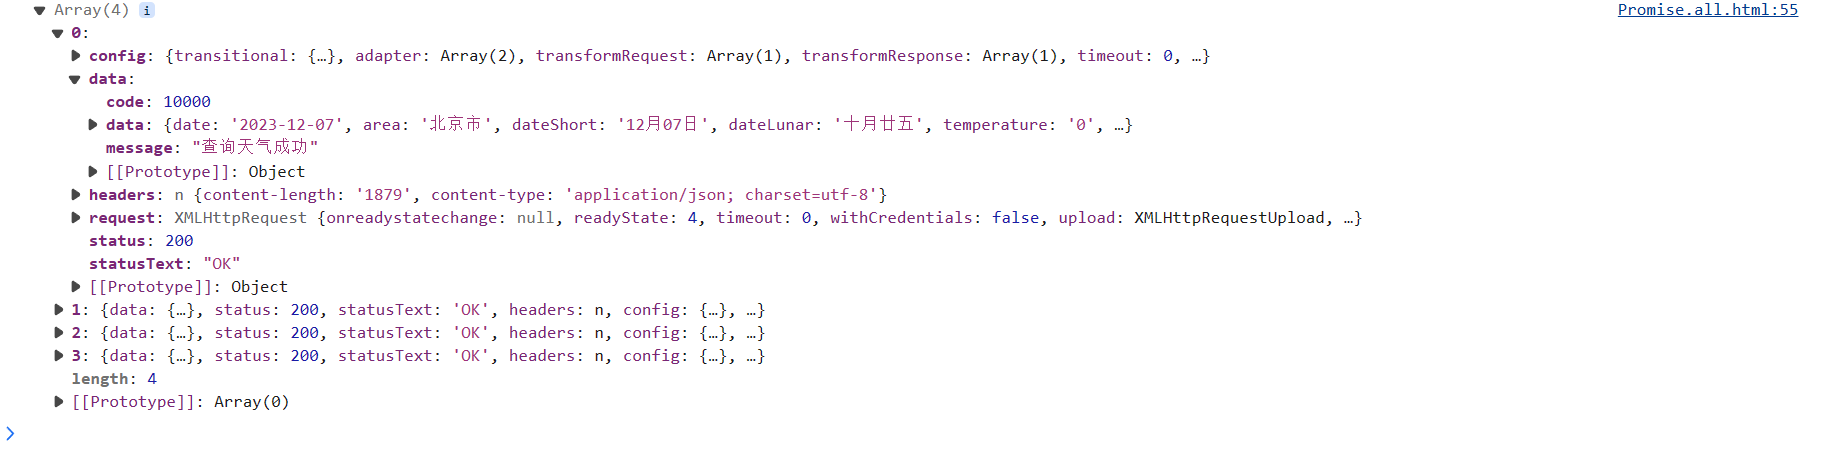 Array(4) i Promise.all.html:55
0:
config: {transitional: {…}, adapter: Array(2), transformRequest: Array(1), transformResponse: Array(1), timeout: 0, …}
data:
code: 10000
data: {date: '2023-12-07', area: '北京市', dateShort: '12月07日', dateLunar: '十月廿五', temperature: '0', …}
message: "查询天气成功"
[[Prototype]]: Object
headers: n {content-length: '1879', content-type: 'application/json; charset=utf-8'}
request: XMLHttpRequest {onreadystatechange: null, readyState: 4, timeout: 0, withCredentials: false, upload: XMLHttpRequestUpload, …}
status: 200
statusText: "OK"
[[Prototype]]: Object
1: {data: {…}, status: 200, statusText: 'OK', headers: n, config: {…}, …}
2: {data: {…}, status: 200, statusText: 'OK', headers: n, config: {…}, …}
3: {data: {…}, status: 200, statusText: 'OK', headers: n, config: {…}, …}
length: 4
[[Prototype]]: Array(0)